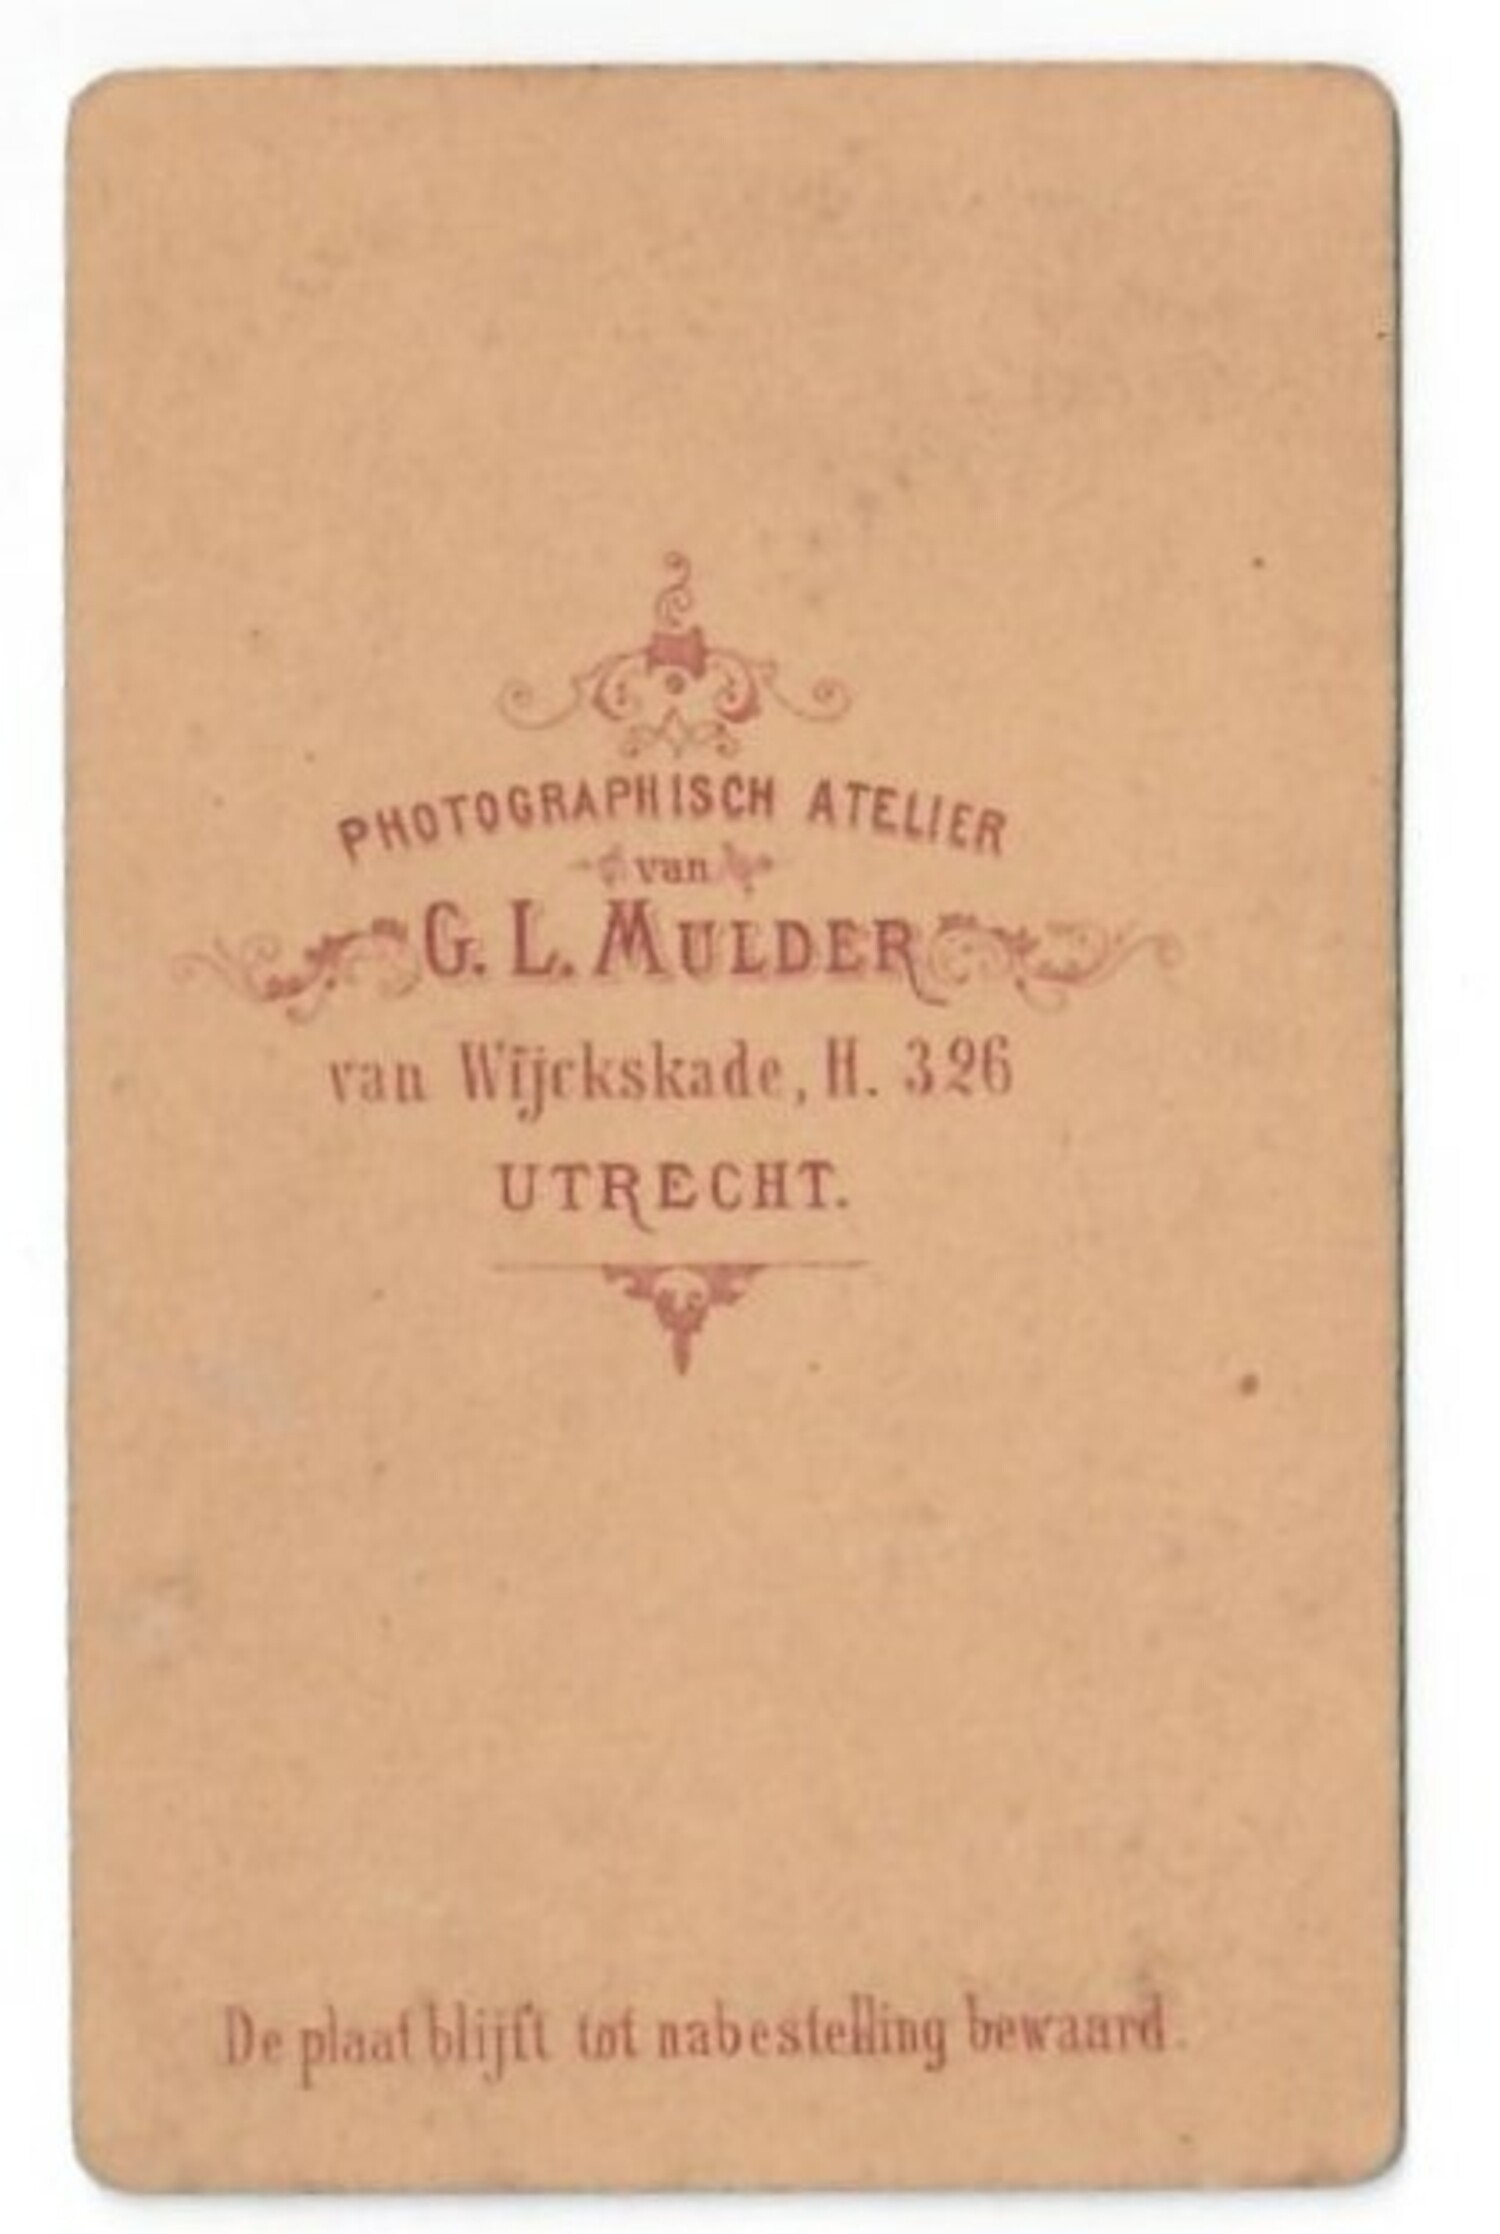 PHOTOGRAPHISCH ATELIER
van
G. L. MULDER
van Wijckskade, H. 326
UTRECHT.
De plaat blijft tot nabestelling bewaard.